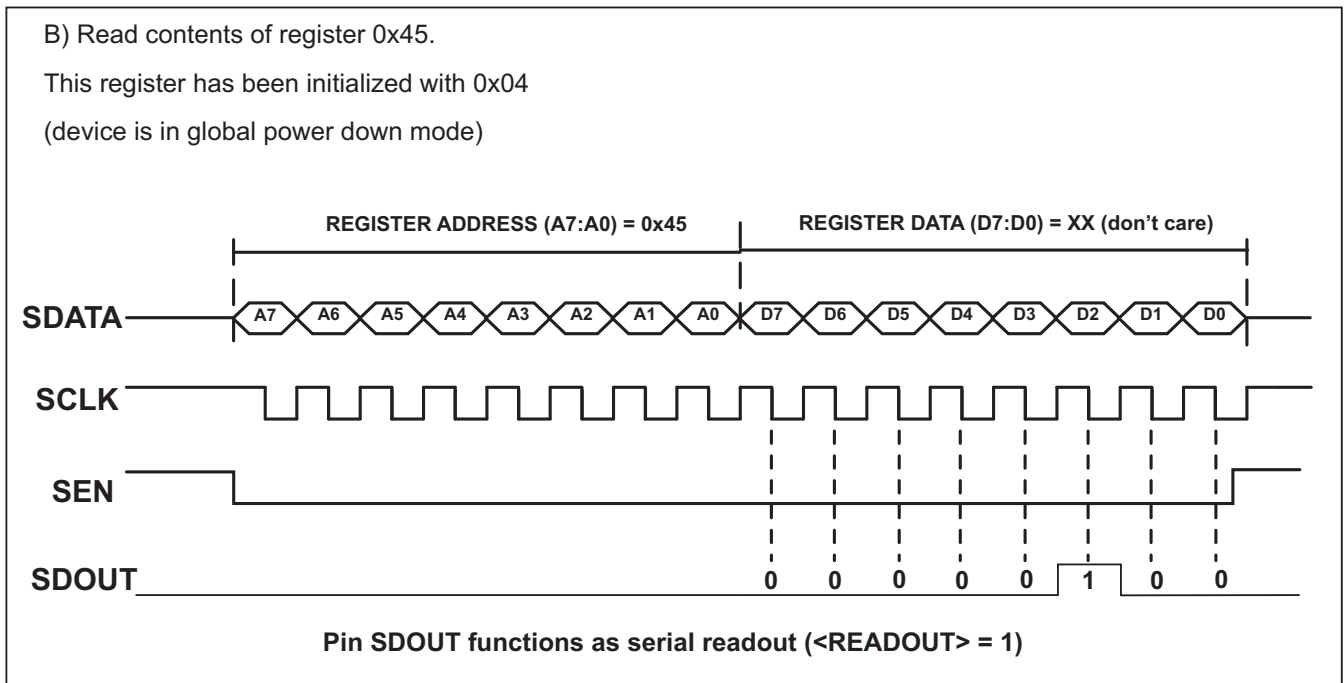 B) Read contents of register 0x45.
This register has been initialized with 0x04
(device is in global power down mode)
REGISTER ADDRESS (A7:A0) = 0x45
REGISTER DATA (D7:D0) = XX (don't care)
SDATA
A7 A6 A5 A4 A3 A2 A1 A0 D7 D6 D5 D4 D3 D2 D1 D0
SCLK
SEN
SDOUT
0 0 0 0 0 1 0 0
Pin SDOUT functions as serial readout (<READOUT> = 1)